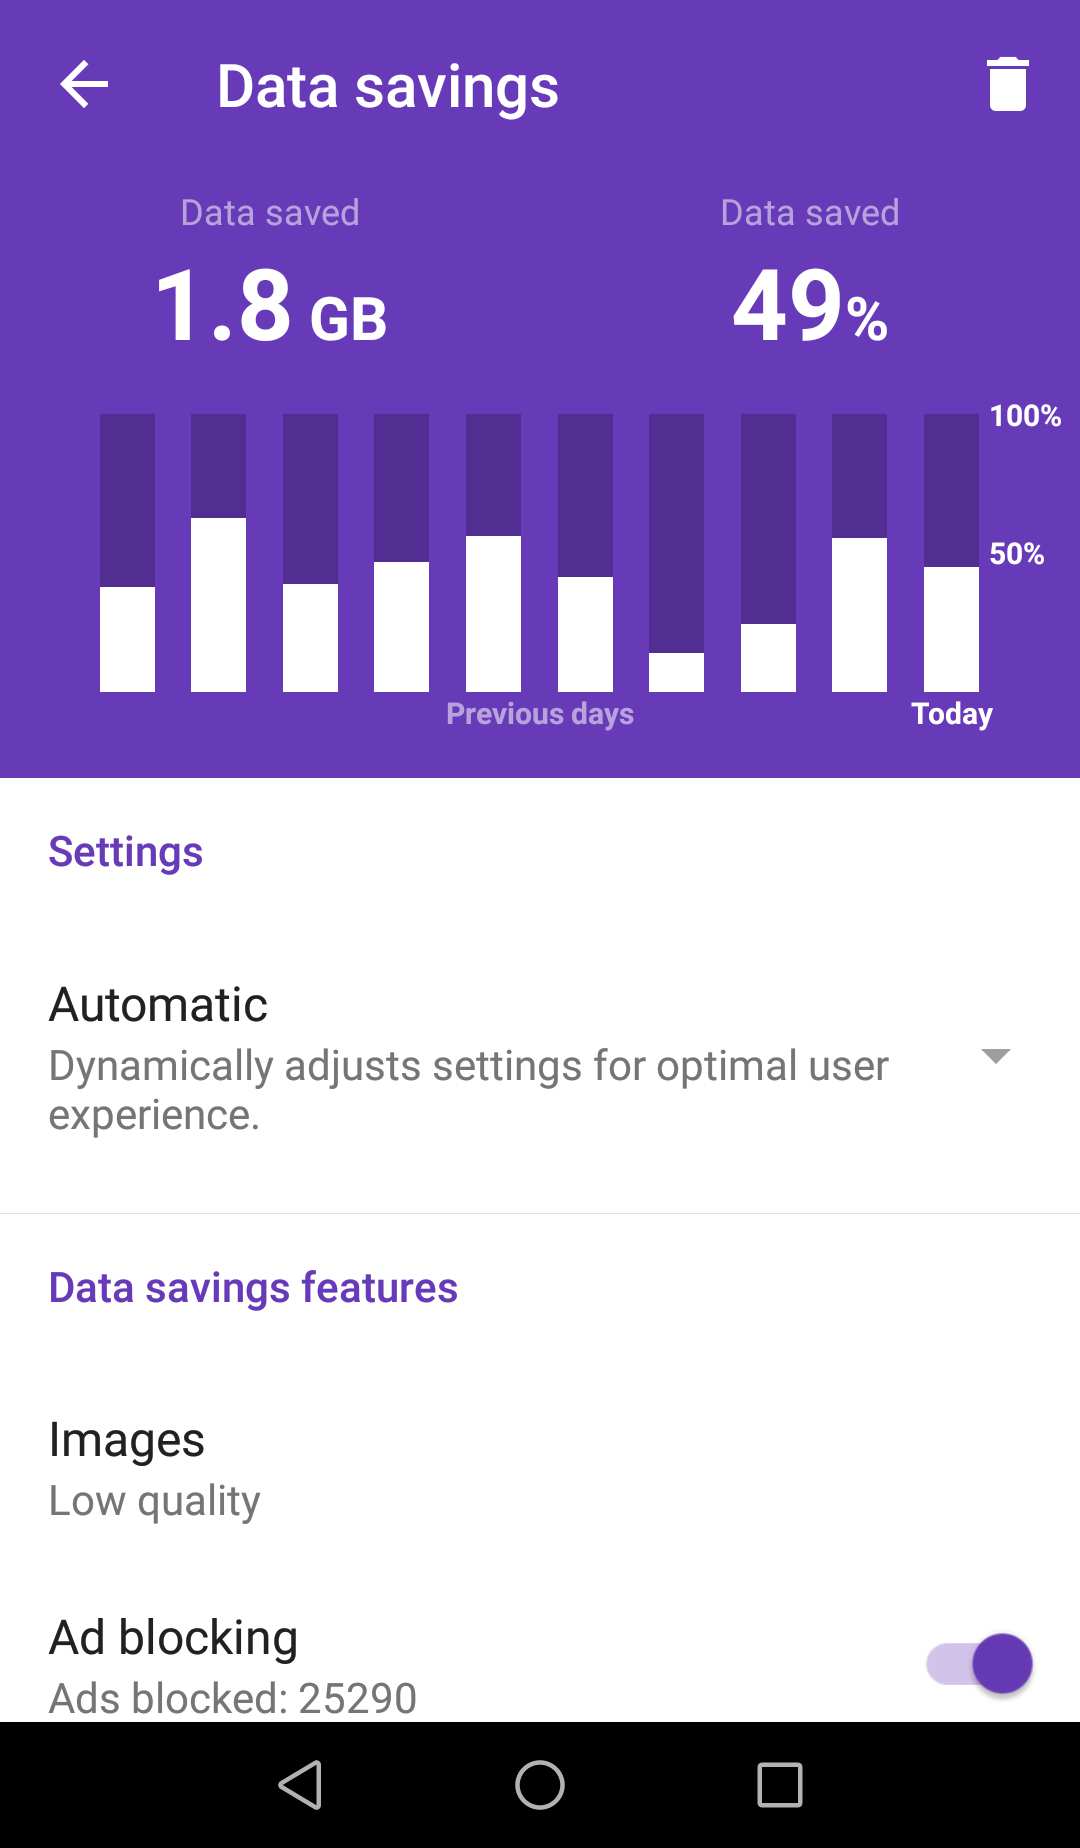 Data savings
Data saved
1.8 GB
Data saved
49%
100%
50%
Previous days
Today
Settings
Automatic
Dynamically adjusts settings for optimal user
experience.
Data savings features
Images
Low quality
Ad blocking
Ads blocked: 25290